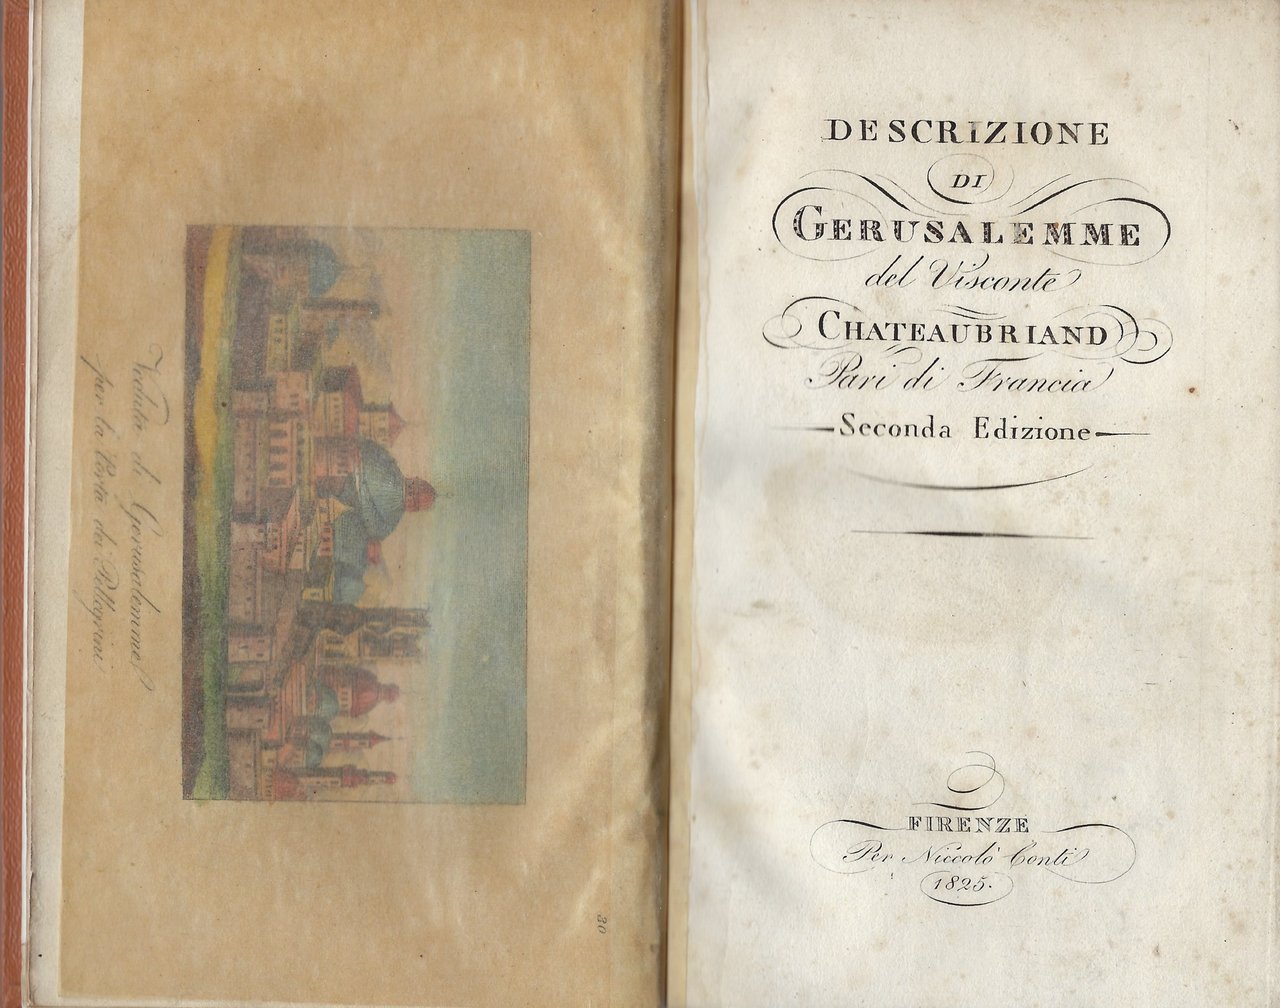 Veduta di Gerusalemme
per la Porta dei Pellegrini
30
DESCRIZIONE
DI
GERUSALEMME
del Visconte
CHATEAUBRIAND
Pari di Francia
Seconda Edizione
FIRENZE
Per Niccolò Conti
1825.